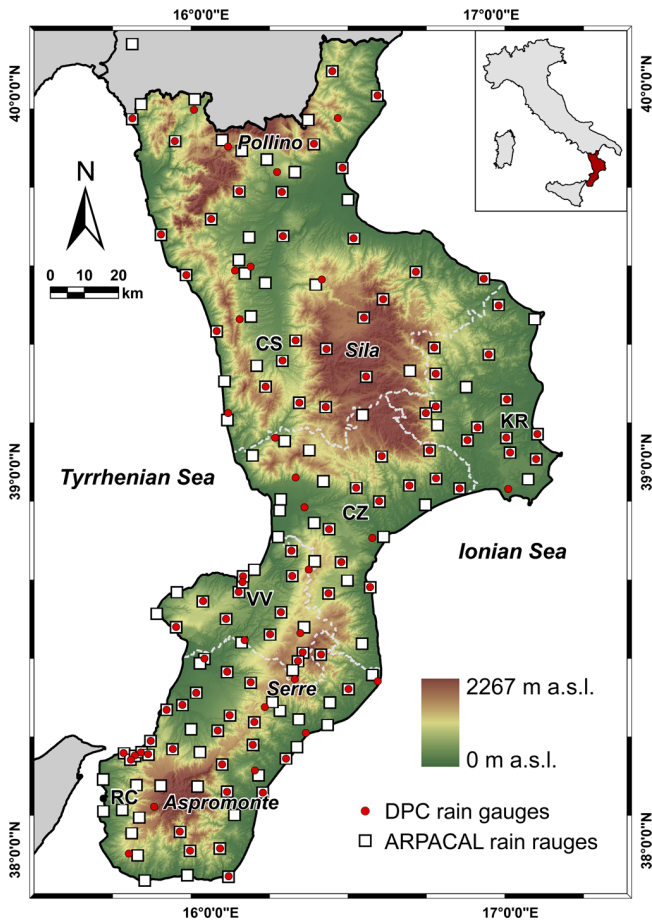 16°0'0"E 17°0'0"E
40°0'0"N 40°0'0"N
Pollino
N
0 10 20
km
CS
Sila
KR
39°0'0"N 39°0'0"N
Tyrrhenian Sea
CZ
Ionian Sea
VV
Serre
2267 m a.s.l.
0 m a.s.l.
RC
Aspromonte
DPC rain gauges
ARPACAL rain rauges
38°0'0"N 38°0'0"N
16°0'0"E 17°0'0"E